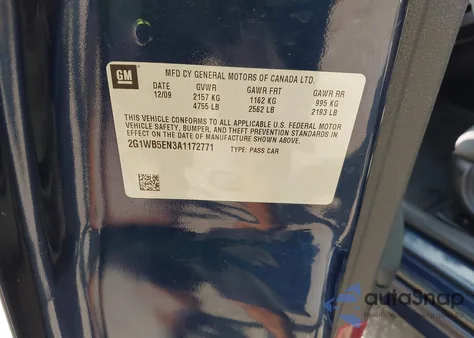 GM
MFD BY GENERAL MOTORS OF CANADA LTD.
DATE GVWR GAWR FRT GAWR RR
12/09 2157 KG 1162 KG 995 KG
4755 LB 2562 LB 2193 LB
THIS VEHICLE CONFORMS TO ALL APPLICABLE U.S. FEDERAL MOTOR
VEHICLE SAFETY, BUMPER, AND THEFT PREVENTION STANDARDS IN
EFFECT ON THE DATE OF MANUFACTURE SHOWN ABOVE.
2G1WB5EN3A1172771 TYPE: PASS CAR
autoSnap